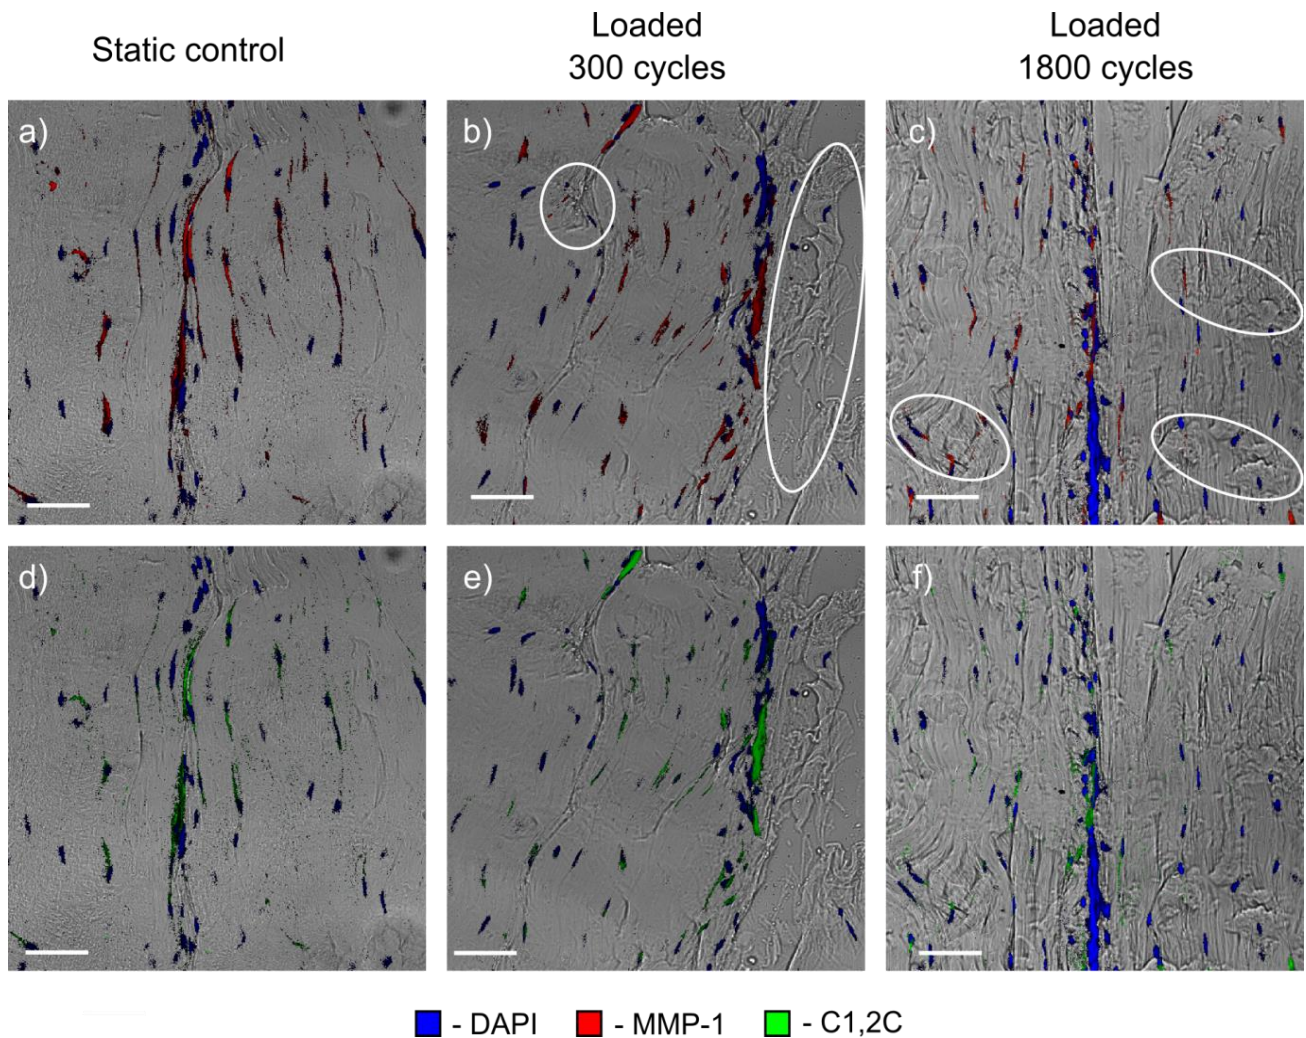 Static control
Loaded
300 cycles
Loaded
1800 cycles
a)
b)
c)
d)
e)
f)
- DAPI - MMP-1 - C1,2C